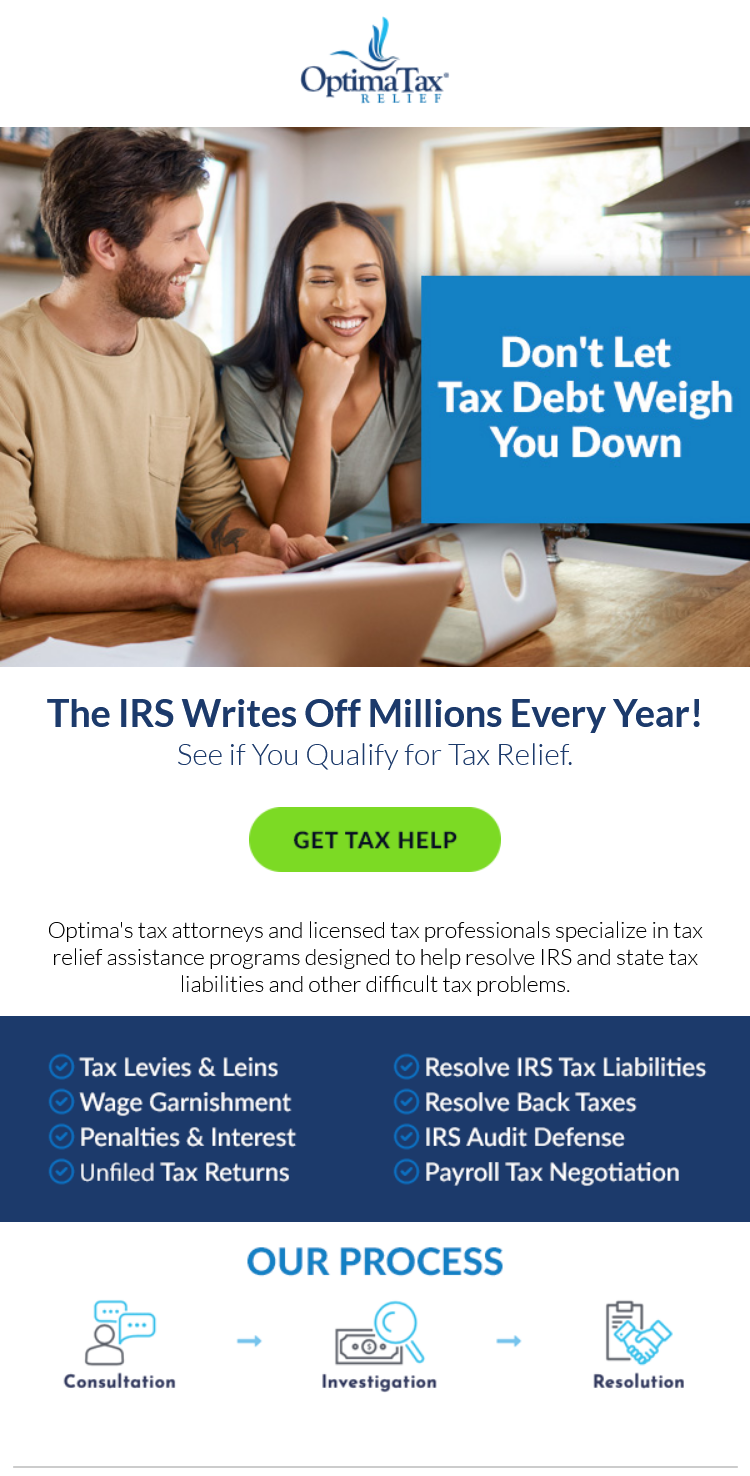 OptimaTax®
RELIEF
Don't Let
Tax Debt Weigh
You Down
The IRS Writes Off Millions Every Year!
See if You Qualify for Tax Relief.
GET TAX HELP
Optima's tax attorneys and licensed tax professionals specialize in tax
relief assistance programs designed to help resolve IRS and state tax
liabilities and other difficult tax problems.
Tax Levies & Leins
Wage Garnishment
Penalties & Interest
Unfiled Tax Returns
Resolve IRS Tax Liabilities
Resolve Back Taxes
IRS Audit Defense
Payroll Tax Negotiation
OUR PROCESS
Consultation
Investigation
Resolution